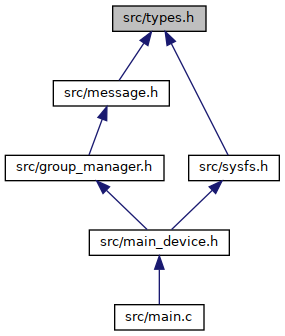 src/types.h
src/message.h
src/group_manager.h
src/sysfs.h
src/main_device.h
src/main.c